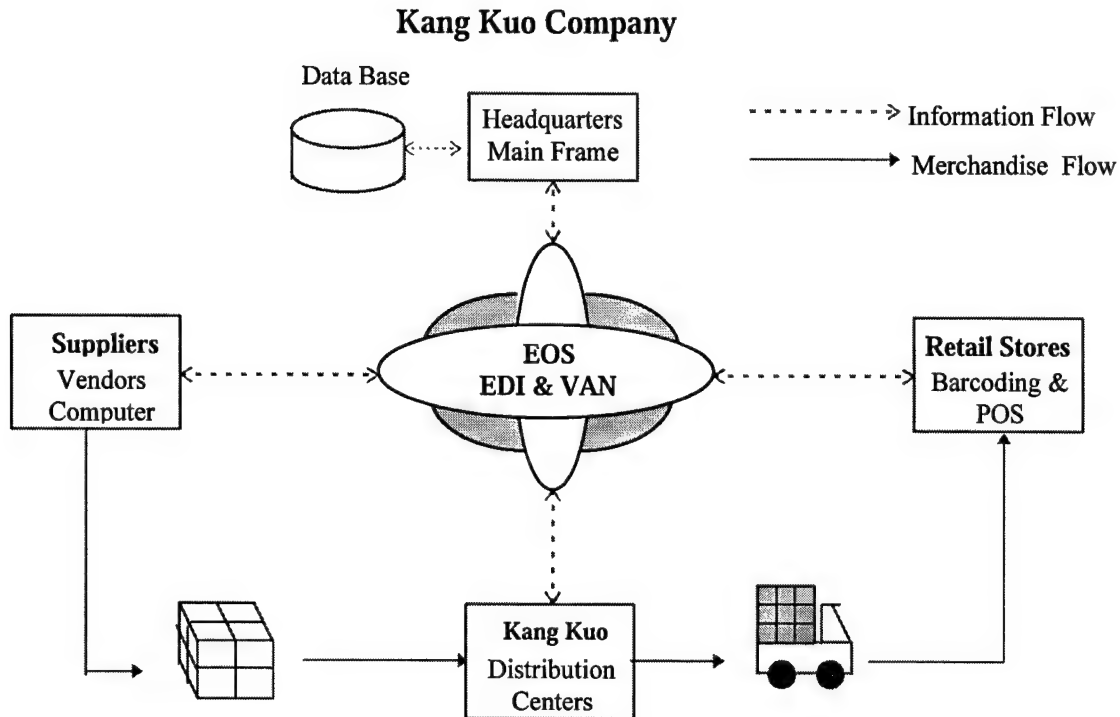 Kang Kuo Company
Data Base
Headquarters
Main Frame
Information Flow
Merchandise Flow
Suppliers
Vendors
Computer
EOS
EDI & VAN
Retail Stores
Barcoding &
POS
Kang Kuo
Distribution
Centers